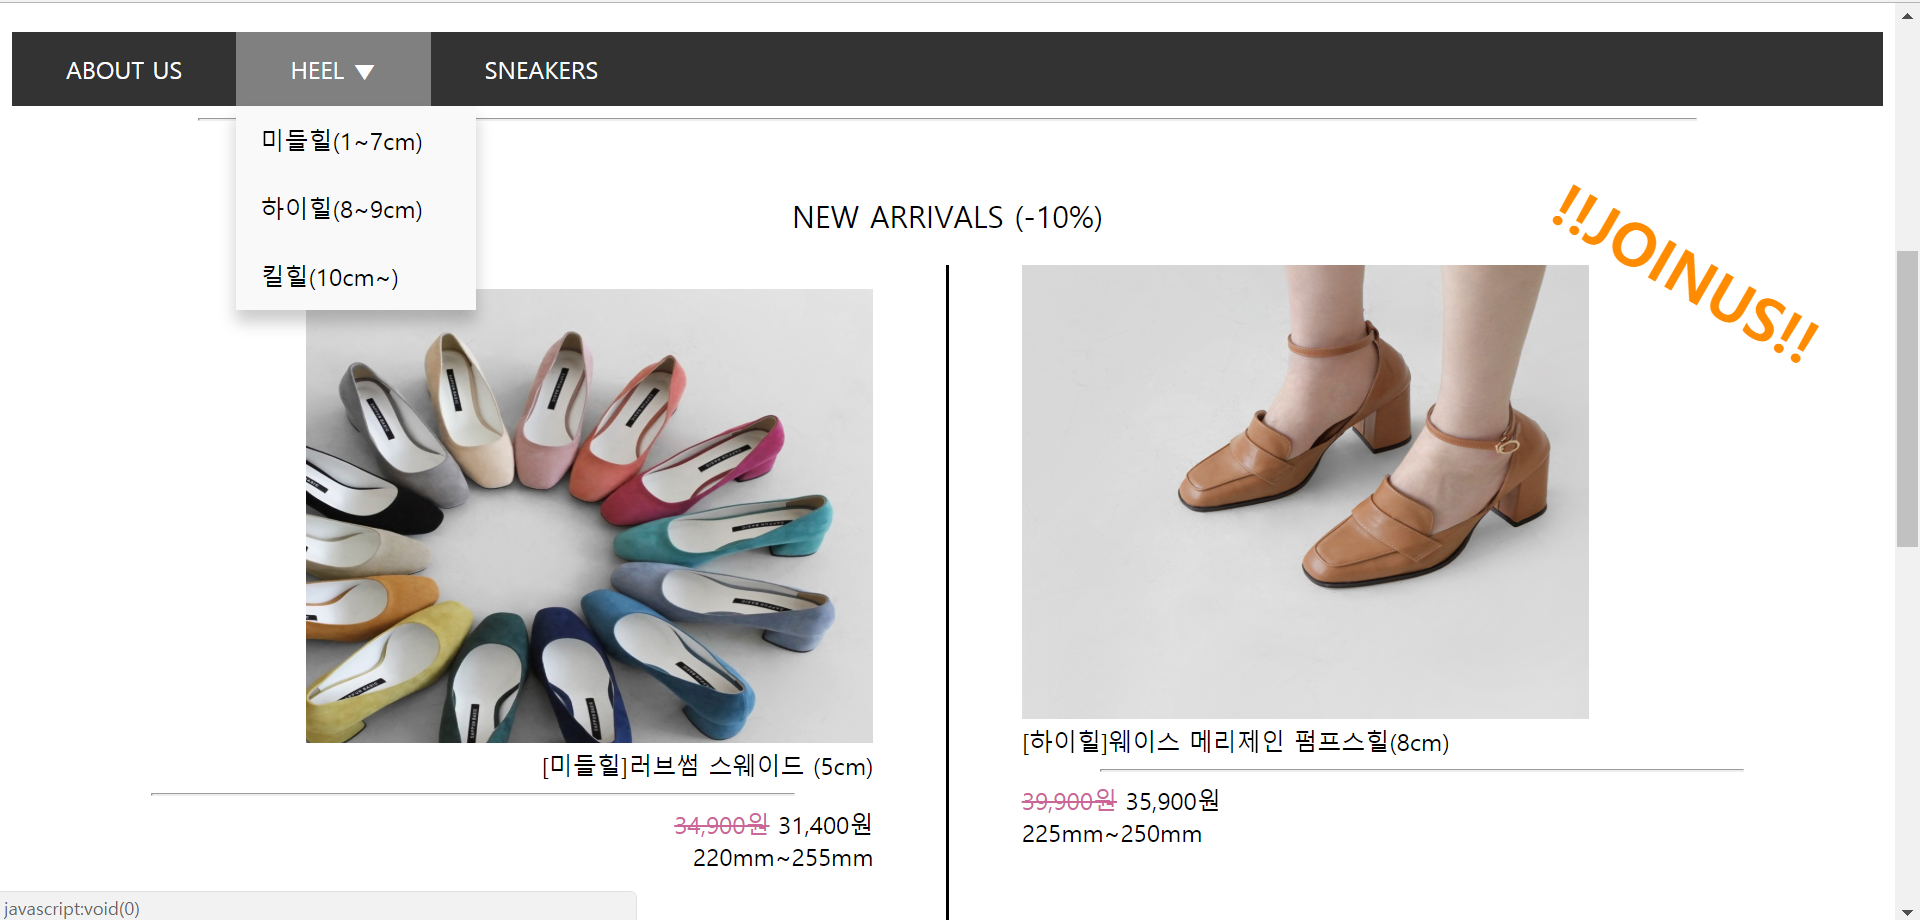 ABOUT US
HEEL ▼
SNEAKERS
미들힐(1~7cm)
하이힐(8~9cm)
킬힐(10cm~)
NEW ARRIVALS (-10%)
!!JOINUS!!
[미들힐]러브썸 스웨이드 (5cm)
34,900원 31,400원
220mm~255mm
[하이힐]웨이스 메리제인 펌프스힐(8cm)
39,900원 35,900원
225mm~250mm
javascript:void(0)